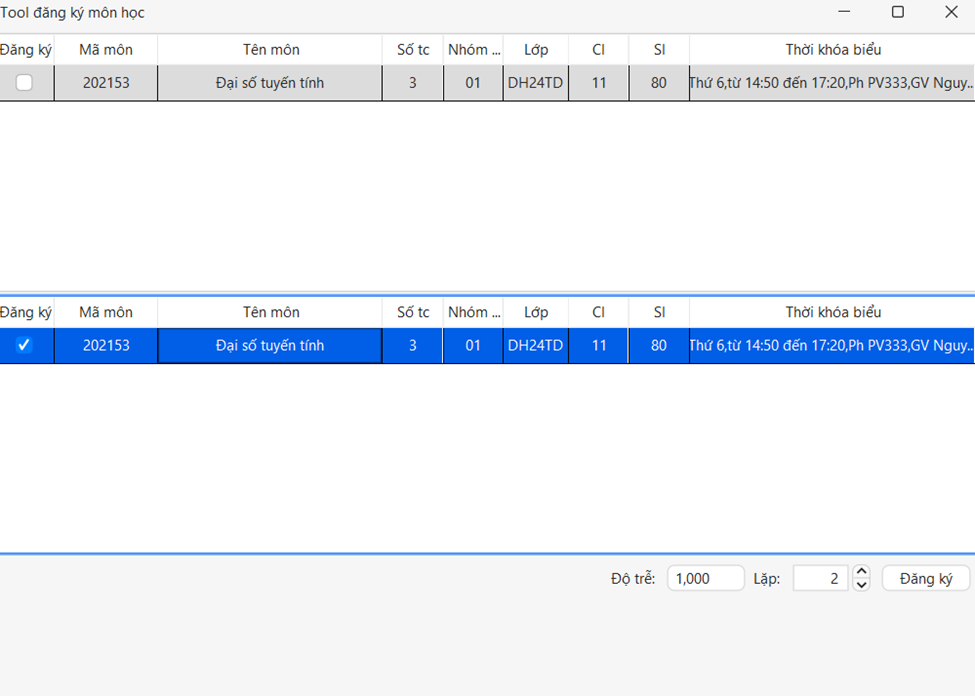 Tool đăng ký môn học
Đăng ký Mã môn Tên môn Số tc Nhóm ... Lớp Cl Sl Thời khóa biểu
202153 Đại số tuyến tính 3 01 DH24TD 11 80 Thứ 6,từ 14:50 đến 17:20,Ph PV333,GV Nguy...
Đăng ký Mã môn Tên môn Số tc Nhóm ... Lớp Cl Sl Thời khóa biểu
202153 Đại số tuyến tính 3 01 DH24TD 11 80 Thứ 6,từ 14:50 đến 17:20,Ph PV333,GV Nguy...
Độ trễ: 1,000 Lặp: 2 Đăng ký